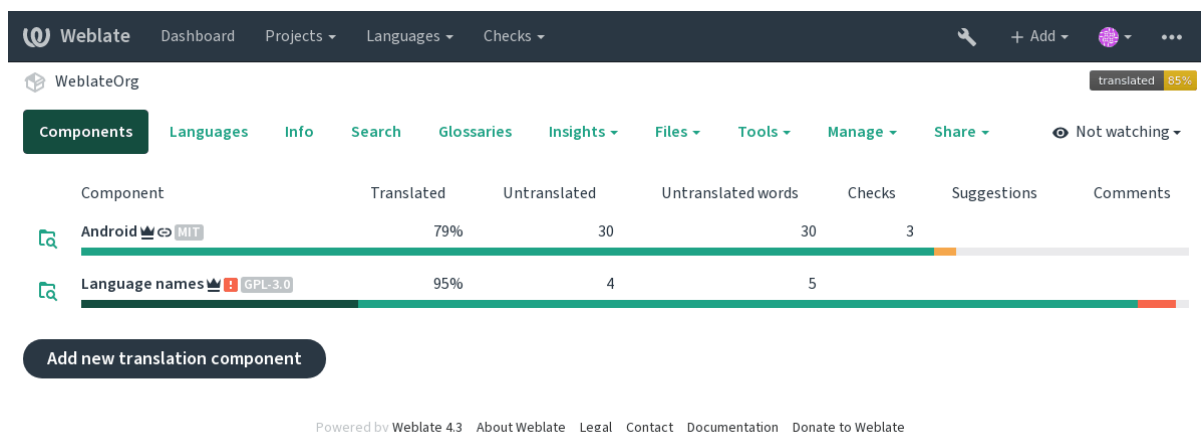 Weblate Dashboard Projects Languages Checks + Add
WeblateOrg translated 85%
Components Languages Info Search Glossaries Insights Files Tools Manage Share Not watching
Component Translated Untranslated Untranslated words Checks Suggestions Comments
Android MIT 79% 30 30 3
Language names GPL-3.0 95% 4 5
Add new translation component
Powered by Weblate 4.3 About Weblate Legal Contact Documentation Donate to Weblate